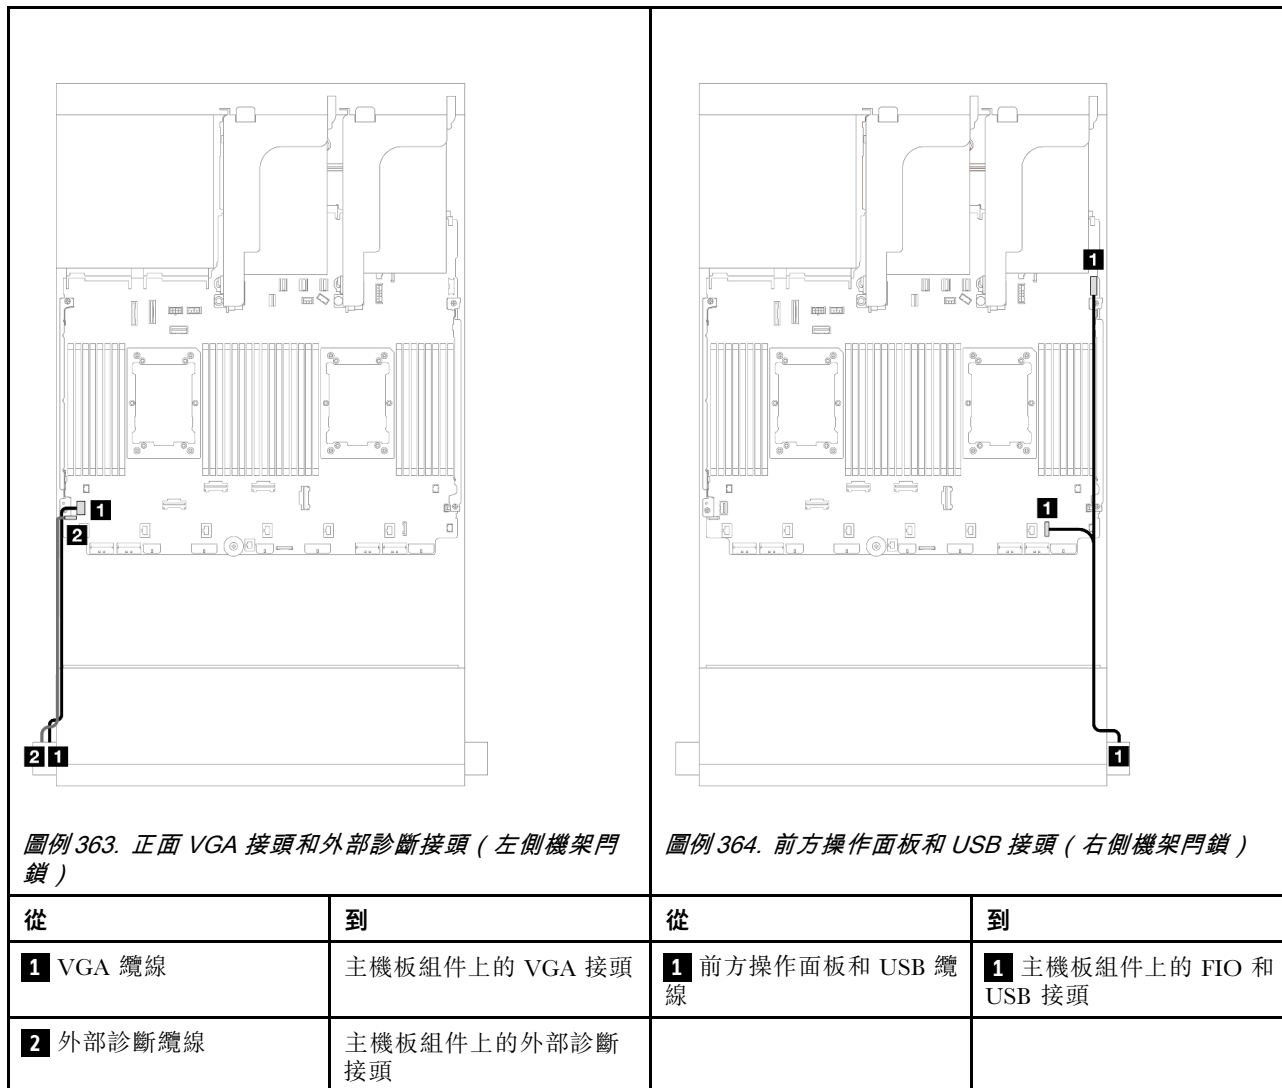 1
2
2 1
圖例 363. 正面 VGA 接頭和外部診斷接頭（左側機架閂
鎖）
1
1
1
圖例 364. 前方操作面板和 USB 接頭（右側機架閂鎖）
從 到 從 到
1 VGA 纜線 主機板組件上的 VGA 接頭 1 前方操作面板和 USB 纜
線 1 主機板組件上的 FIO 和
USB 接頭
2 外部診斷纜線 主機板組件上的外部診斷
接頭